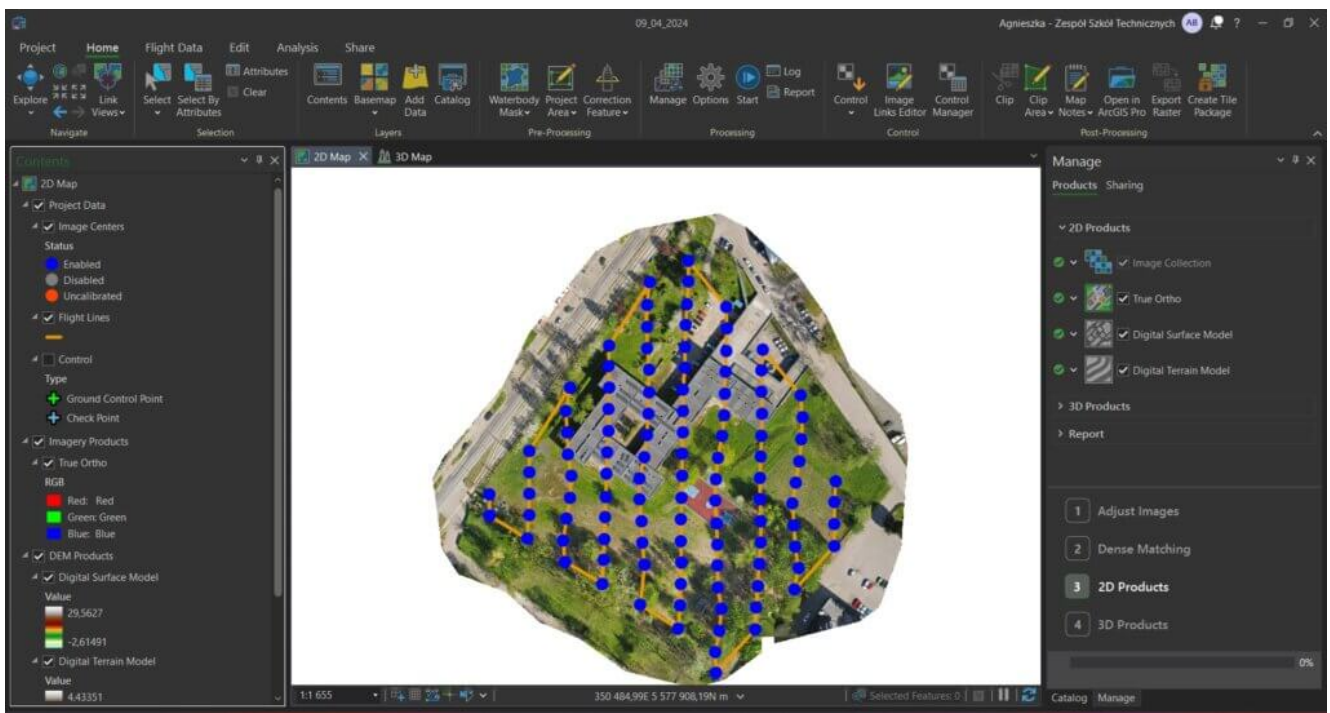 09_04_2024
Agnieszka - Zespół Szkół Technicznych AB ?
Project Home Flight Data Edit Analysis Share
Explore
Link
Views
Navigate
Select
Select By
Attributes
Attributes
Clear
Selection
Contents
Basemap
Add
Data
Catalog
Layers
Waterbody
Mask
Project
Area
Correction
Feature
Pre-Processing
Manage
Options
Start
Log
Report
Processing
Control
Image
Links Editor
Control
Manager
Control
Clip
Clip
Area
Map
Notes
Open in
ArcGIS Pro
Export
Raster
Create Tile
Package
Post-Processing
Contents
2D Map
Project Data
Image Centers
Status
Enabled
Disabled
Uncalibrated
Flight Lines
Control
Type
Ground Control Point
Check Point
Imagery Products
True Ortho
RGB
Red: Red
Green: Green
Blue: Blue
DEM Products
Digital Surface Model
Value
29,5627
-2,61491
Digital Terrain Model
Value
4,43351
2D Map
3D Map
1:1 655
350 484,99E 5 577 908,19N m
Selected Features: 0
Manage
Products Sharing
2D Products
Image Collection
True Ortho
Digital Surface Model
Digital Terrain Model
3D Products
Report
1 Adjust Images
2 Dense Matching
3 2D Products
4 3D Products
0%
Catalog Manage